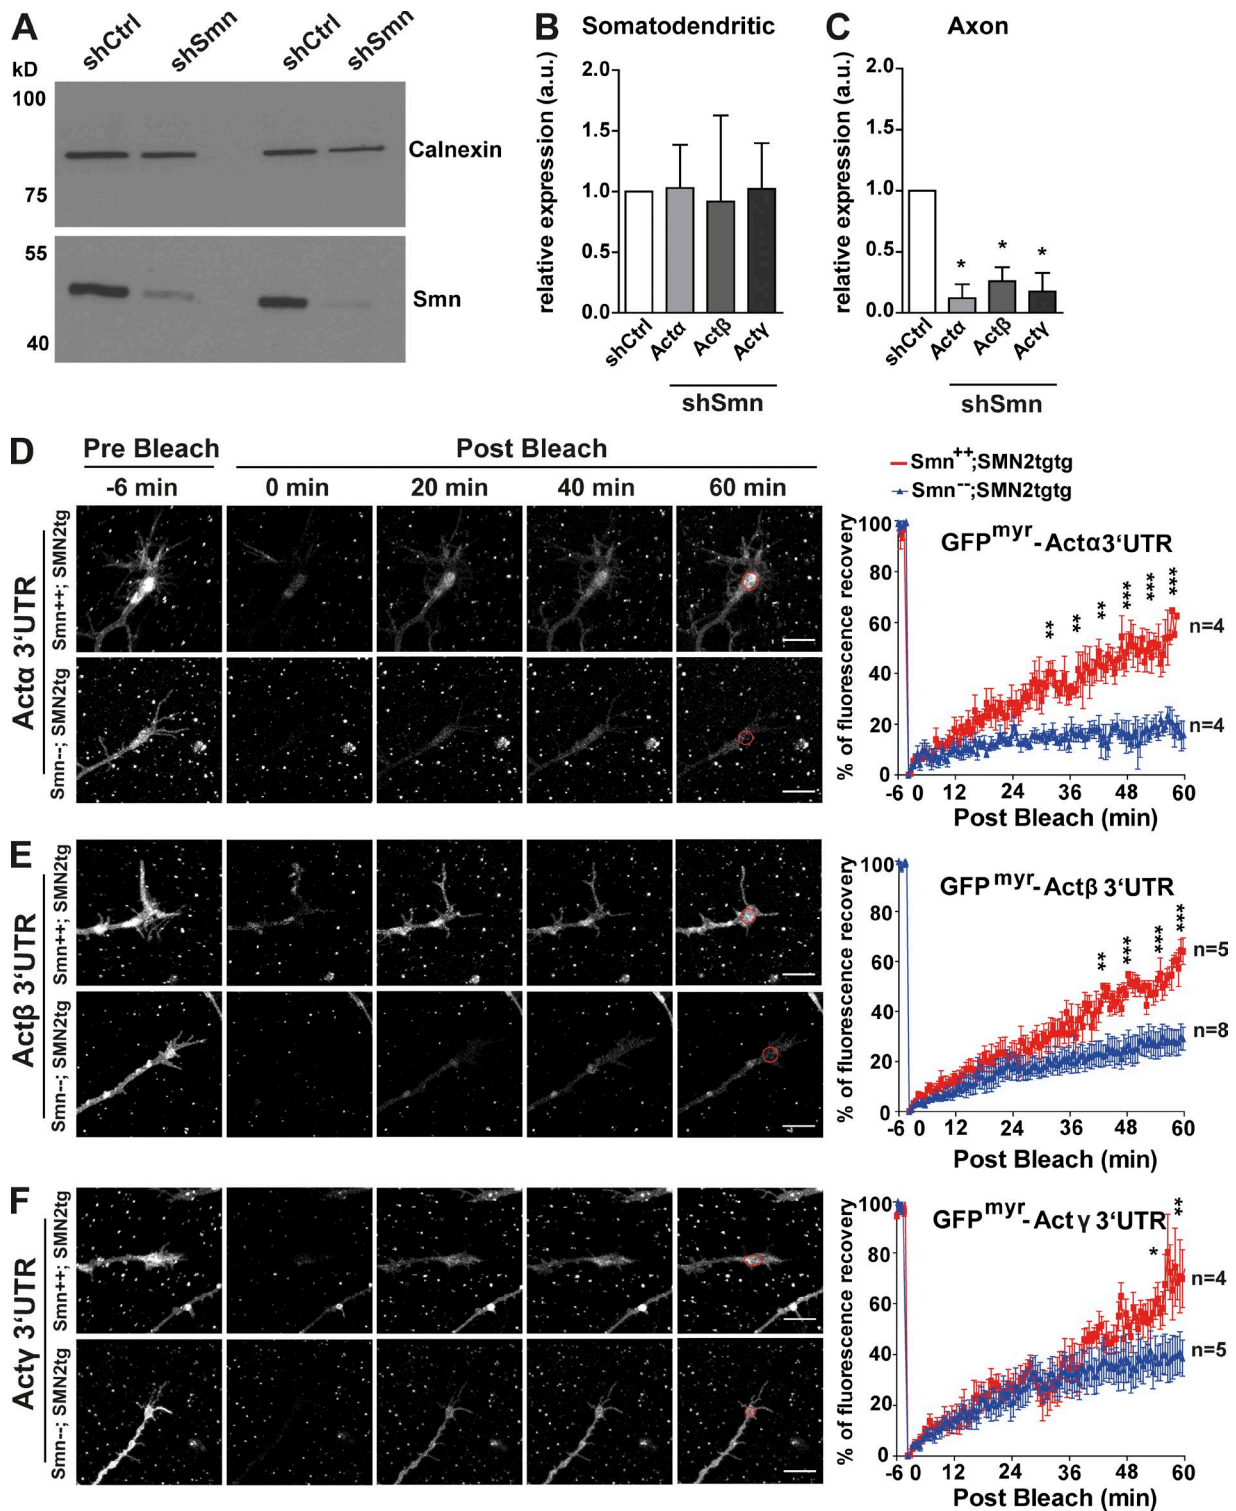 A
shCtrl shSmn shCtrl shSmn
kD
100
75
Calnexin
55
40
Smn
B Somatodendritic
relative expression (a.u.)
2.0
1.5
1.0
0.5
0.0
shCtrl Actα Actβ Actγ
shSmn
C Axon
relative expression (a.u.)
2.0
1.5
1.0
0.5
0.0
* * *
shCtrl Actα Actβ Actγ
shSmn
D Pre Bleach Post Bleach
-6 min 0 min 20 min 40 min 60 min
Actα 3'UTR
Smn++; SMN2tg
Smn--; SMN2tg
Smn++;SMN2tgtg
Smn--;SMN2tgtg
GFPmyr-Actα3'UTR
% of fluorescence recovery
100
80
60
40
20
0
** ** ** *** *** ***
n=4
n=4
-6 0 12 24 36 48 60
Post Bleach (min)
E
Actβ 3'UTR
Smn++; SMN2tg
Smn--; SMN2tg
GFPmyr-Actβ 3'UTR
% of fluorescence recovery
100
80
60
40
20
0
** *** *** ***
n=5
n=8
-6 0 12 24 36 48 60
Post Bleach (min)
F
Actγ 3'UTR
Smn++; SMN2tg
Smn--; SMN2tg
GFPmyr-Act γ 3'UTR
% of fluorescence recovery
100
80
60
40
20
0
* **
n=4
n=5
-6 0 12 24 36 48 60
Post Bleach (min)